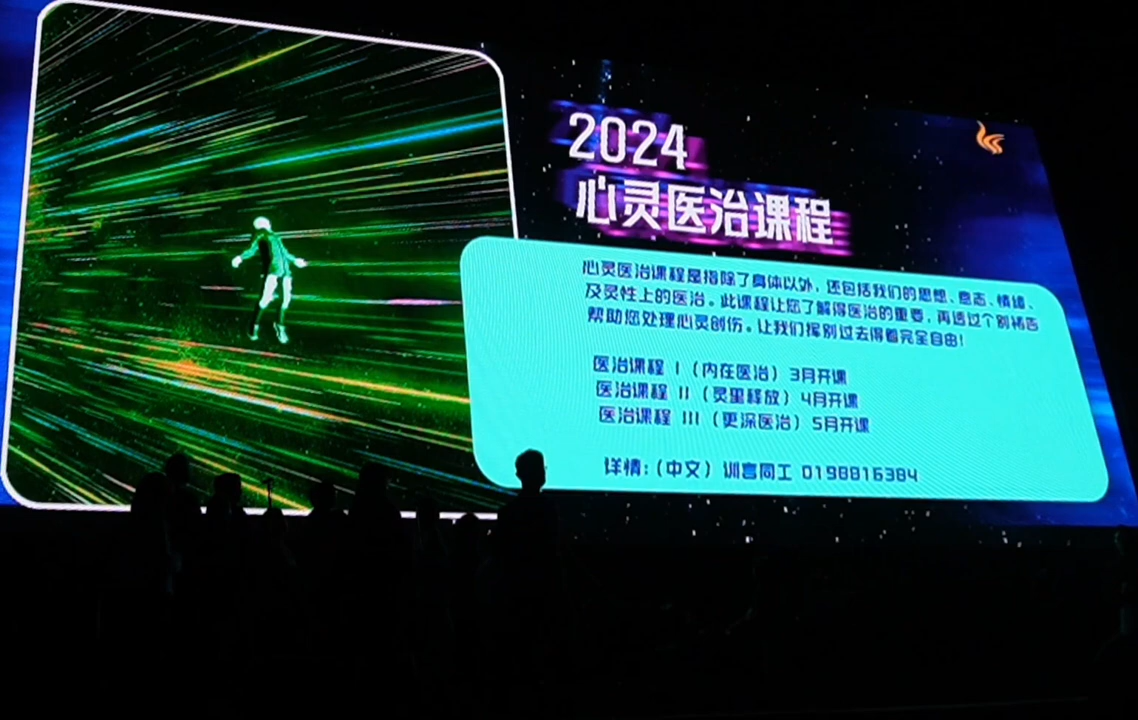 2024
心灵医治课程
心灵医治课程是指除了身体以外，还包括我们的思想、意志、情绪、
及灵性上的医治。此课程让您了解得医治的重要，再透过个别祷告
帮助您处理心灵创伤。让我们挥别过去得着完全自由!
医治课程 I（内在医治）3月开课
医治课程 II（灵里释放）4月开课
医治课程 III（更深医治）5月开课
详情:（中文）训言同工 0198816384